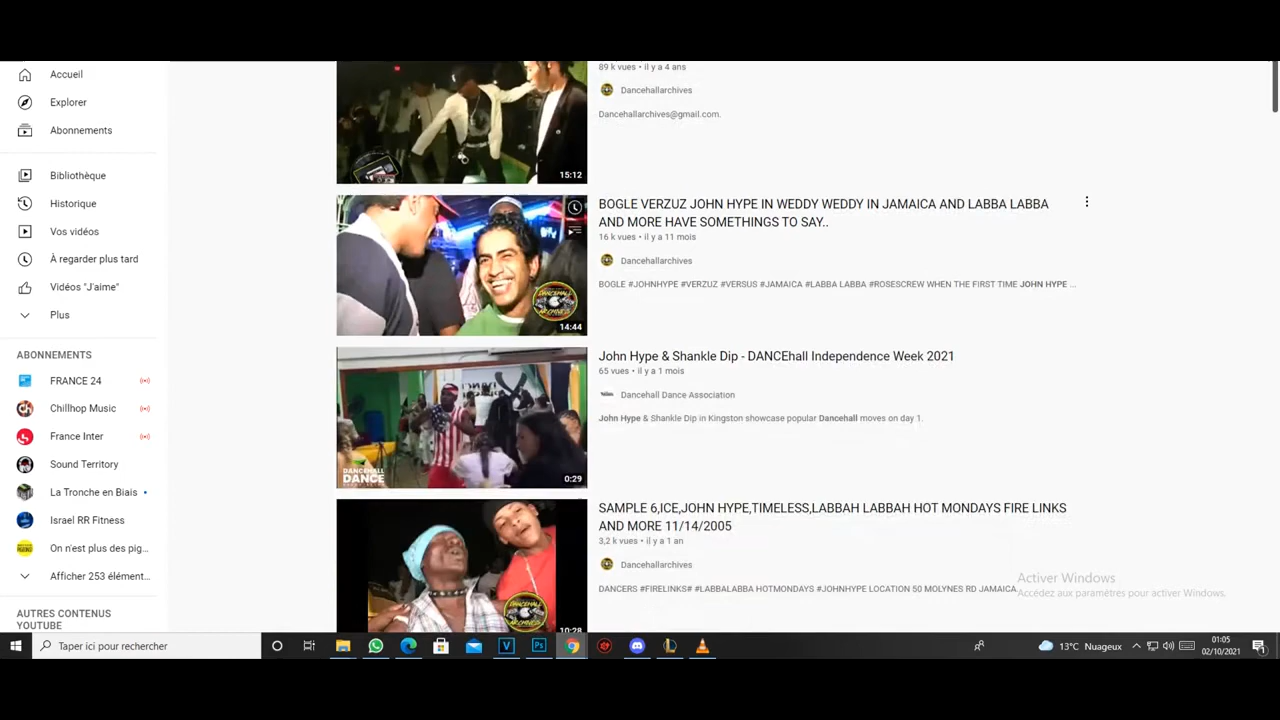 Accueil
Explorer
Abonnements
Bibliothèque
Historique
Vos vidéos
À regarder plus tard
Vidéos "J'aime"
Plus
ABONNEMENTS
FRANCE 24
Chillhop Music
France Inter
Sound Territory
La Tronche en Biais
Israel RR Fitness
On n'est plus des pig...
Afficher 253 élément...
AUTRES CONTENUS
YOUTUBE
89 k vues • il y a 4 ans
Dancehallarchives
Dancehallarchives@gmail.com.
15:12
BOGLE VERZUZ JOHN HYPE IN WEDDY WEDDY IN JAMAICA AND LABBA LABBA
AND MORE HAVE SOMETHINGS TO SAY..
16 k vues • il y a 11 mois
Dancehallarchives
BOGLE #JOHNHYPE #VERZUZ #VERSUS #JAMAICA #LABBA LABBA #ROSESCREW WHEN THE FIRST TIME JOHN HYPE ...
14:44
John Hype & Shankle Dip - DANCEhall Independence Week 2021
65 vues • il y a 1 mois
Dancehall Dance Association
John Hype & Shankle Dip in Kingston showcase popular Dancehall moves on day 1.
DANCEHALL
DANCE
0:29
SAMPLE 6,ICE,JOHN HYPE,TIMELESS,LABBAH LABBAH HOT MONDAYS FIRE LINKS
AND MORE 11/14/2005
3,2 k vues • il y a 1 an
Dancehallarchives
DANCERS #FIRELINKS# #LABBALABBA HOTMONDAYS #JOHNHYPE LOCATION 50 MOLYNES RD JAMAICA
10:28
Activer Windows
Accédez aux paramètres pour activer Windows.
Taper ici pour rechercher
13°C Nuageux
01:05
02/10/2021